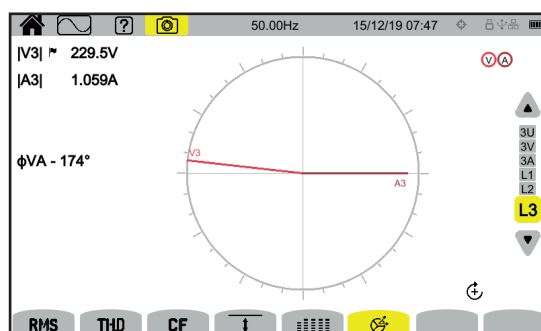 50.00Hz 15/12/19 07:47
|V3| 229.5V
|A3| 1.059A
V A
V3
A3
ϕVA - 174°
3U
3V
3A
L1
L2
L3
RMS THD CF